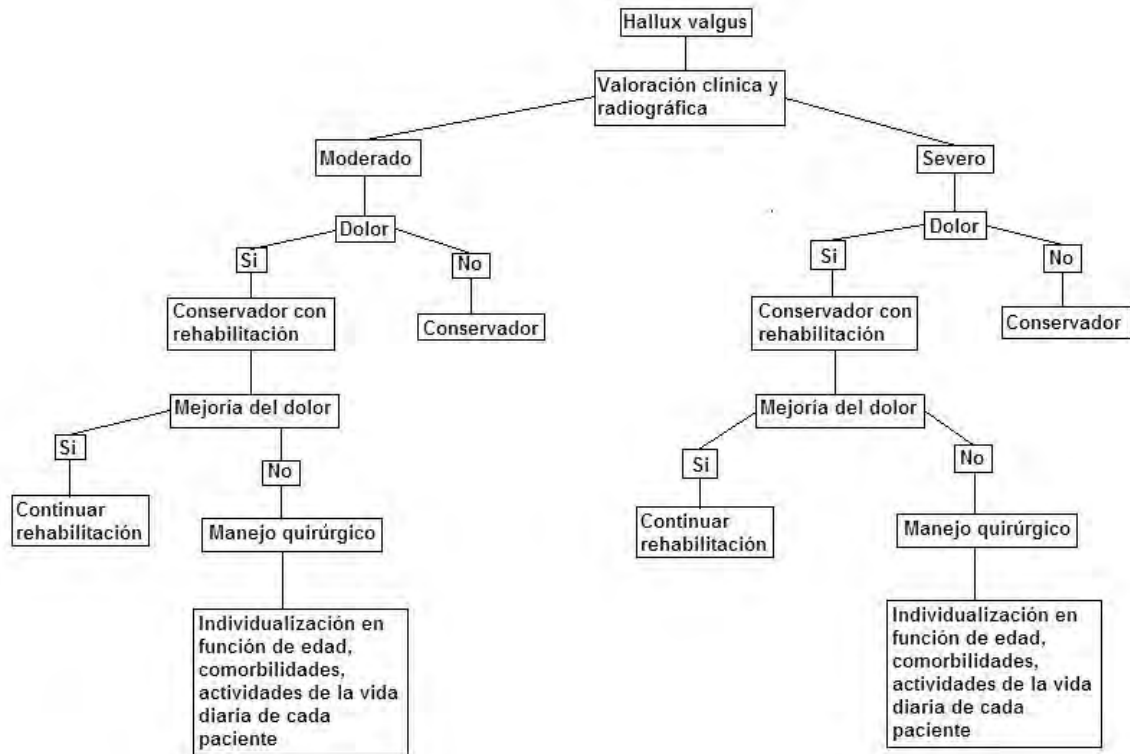 Hallux valgus
Valoración clínica y
radiográfica
Moderado
Severo
Dolor
Dolor
Si
No
Si
No
Conservador con
rehabilitación
Conservador
Conservador con
rehabilitación
Conservador
Mejoría del dolor
Mejoría del dolor
Si
No
Si
No
Continuar
rehabilitación
Manejo quirúrgico
Continuar
rehabilitación
Manejo quirúrgico
Individualización en
función de edad,
comorbilidades,
actividades de la vida
diaria de cada
paciente
Individualización en
función de edad,
comorbilidades,
actividades de la vida
diaria de cada
paciente